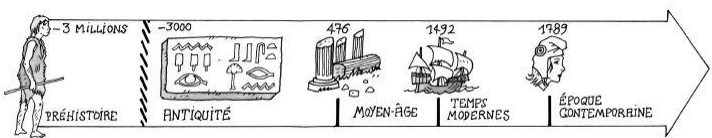 -3 MILLIONS
-3000
476
1492
1789
PRÉHISTOIRE
ANTIQUITÉ
MOYEN-ÂGE
TEMPS
MODERNES
ÉPOQUE
CONTEMPORAINE